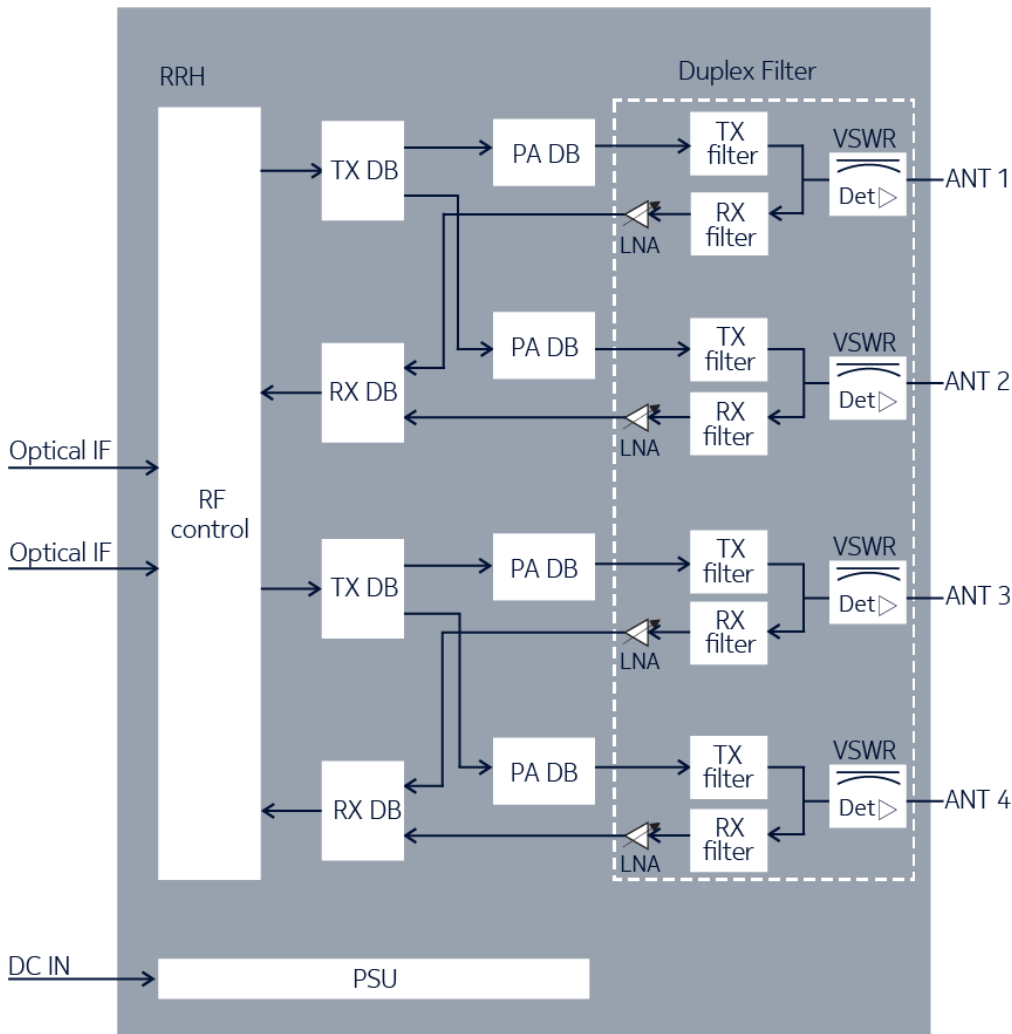 RRH
Duplex Filter
TX DB
PA DB
TX
filter
VSWR
Det
ANT 1
RX
filter
LNA
PA DB
TX
filter
VSWR
Det
ANT 2
RX DB
RX
filter
LNA
Optical IF
Optical IF
RF
control
TX DB
PA DB
TX
filter
VSWR
Det
ANT 3
RX
filter
LNA
PA DB
TX
filter
VSWR
Det
ANT 4
RX DB
RX
filter
LNA
DC IN
PSU